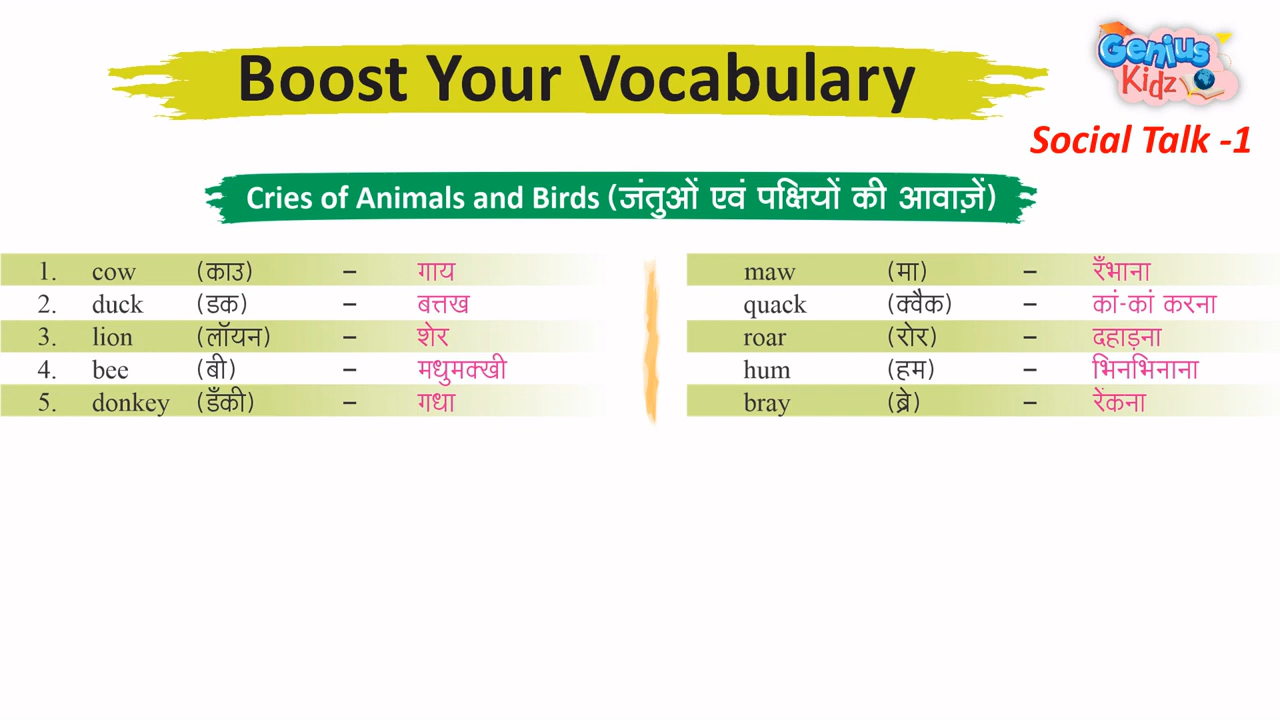 Boost Your Vocabulary
Genius
Kidz
Social Talk -1
Cries of Animals and Birds (जंतुओं एवं पक्षियों की आवाज़ें)
1. cow (काउ) – गाय maw (मा) – रँभाना
2. duck (डक) – बत्तख quack (क्वैक) – कां-कां करना
3. lion (लॉयन) – शेर roar (रोर) – दहाड़ना
4. bee (बी) – मधुमक्खी hum (हम) – भिनभिनाना
5. donkey (डँकी) – गधा bray (ब्रे) – रेंकना